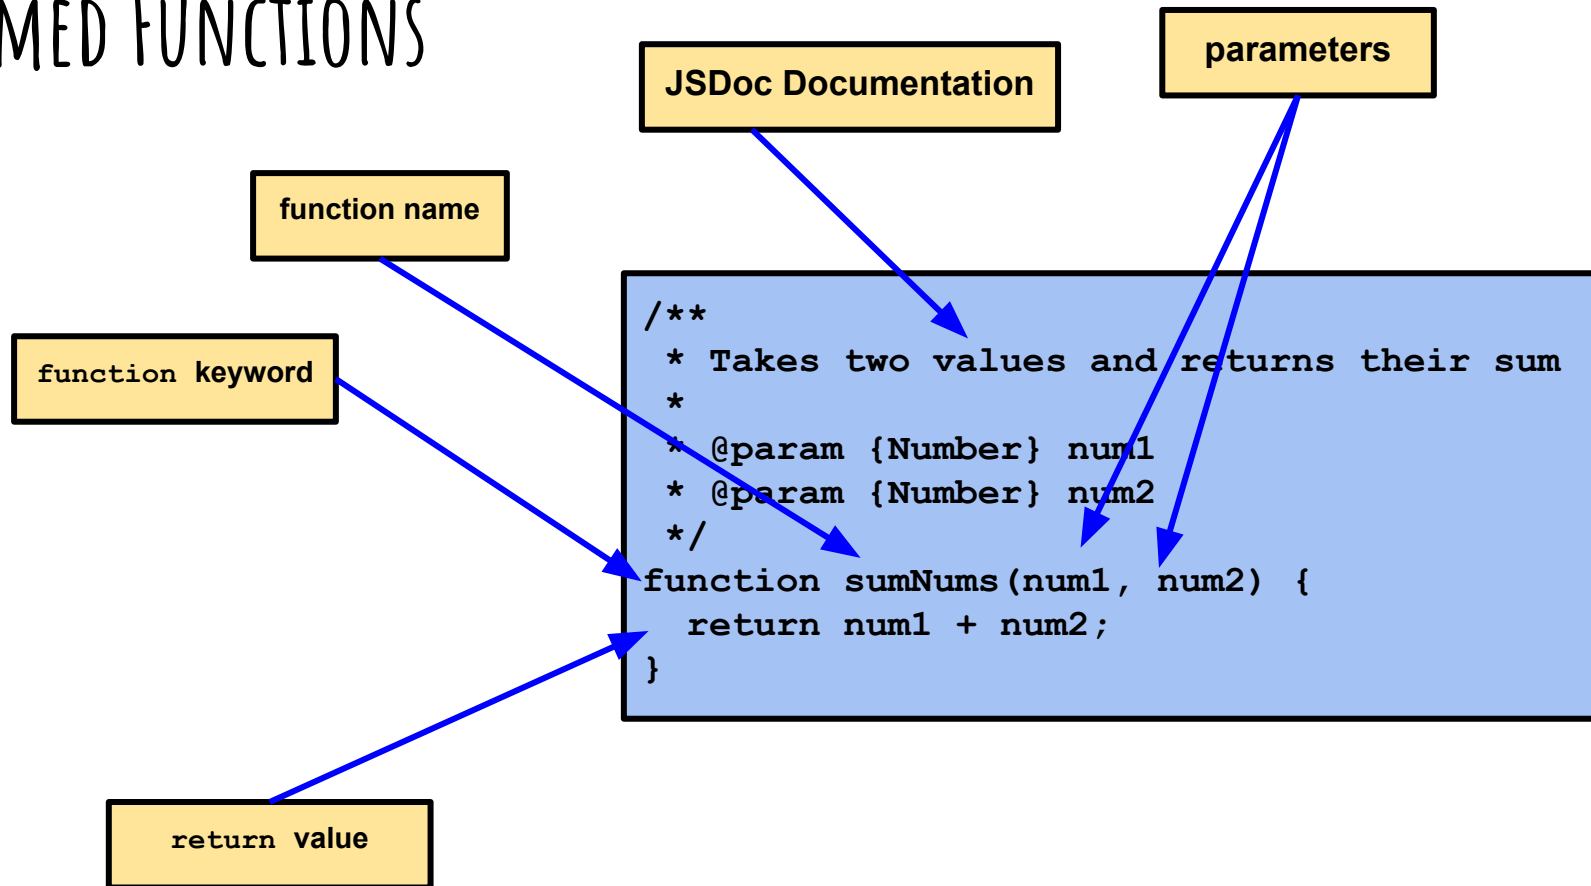 MED FUNCTIONS
parameters
JSDoc Documentation
function name
function keyword
/**
 * Takes two values and returns their sum
 *
 * @param {Number} num1
 * @param {Number} num2
 */
function sumNums(num1, num2) {
  return num1 + num2;
}
return value